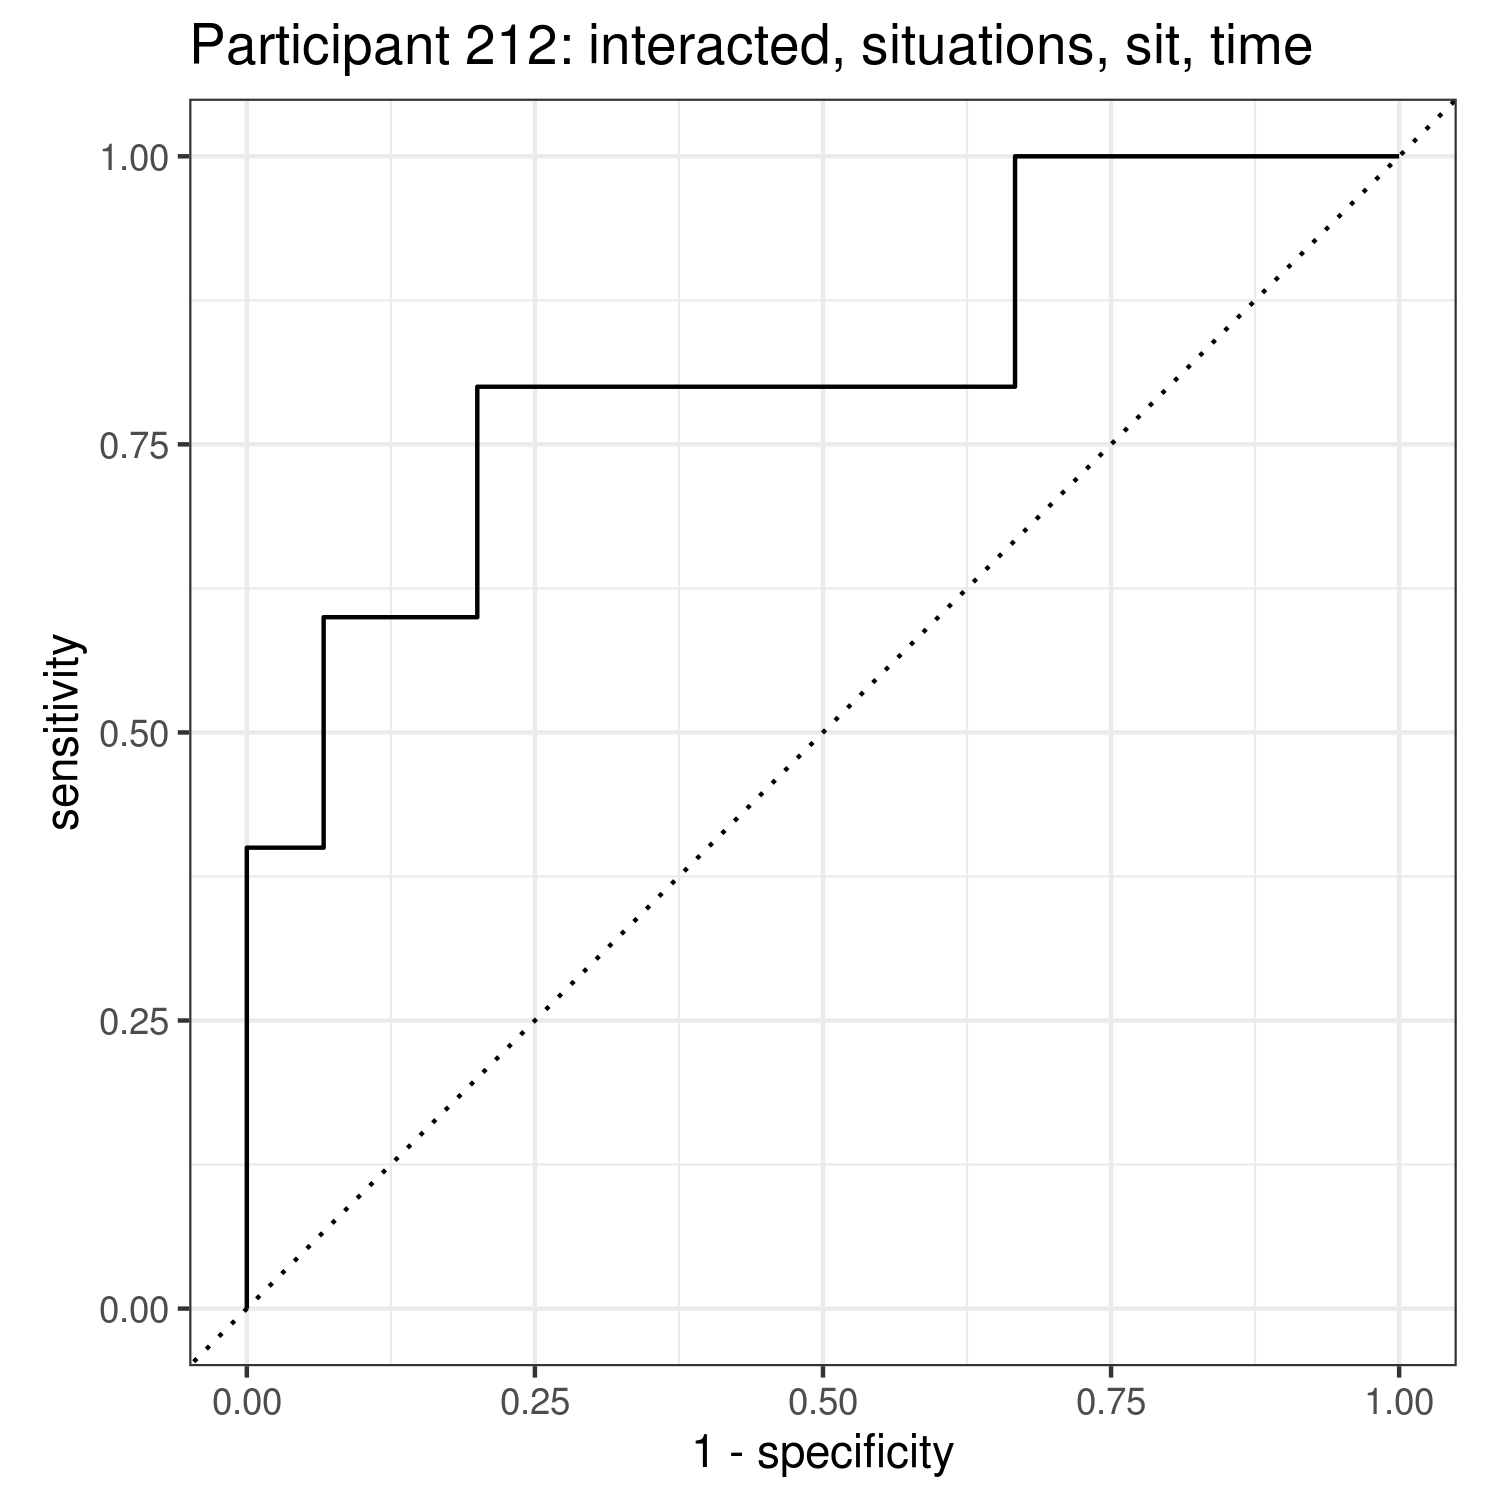 Participant 212: interacted, situations, sit, time
1.00
0.75
0.50
0.25
0.00
sensitivity
0.00 0.25 0.50 0.75 1.00
1 - specificity